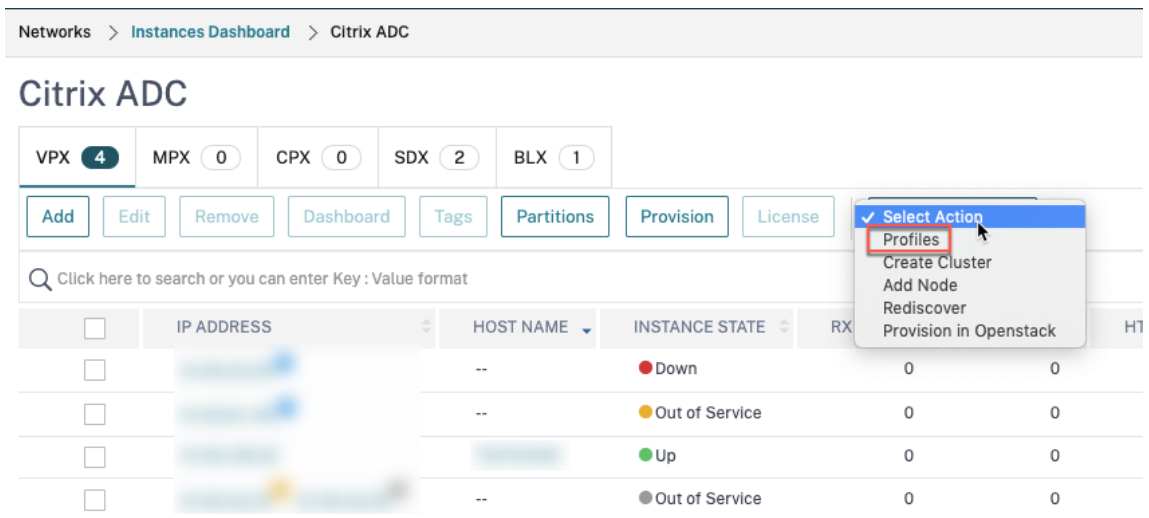 Networks > Instances Dashboard > Citrix ADC
Citrix ADC
VPX 4 MPX 0 CPX 0 SDX 2 BLX 1
Add Edit Remove Dashboard Tags Partitions Provision License
✓ Select Action
Profiles
Create Cluster
Add Node
Rediscover
Provision in Openstack
Click here to search or you can enter Key : Value format
IP ADDRESS HOST NAME INSTANCE STATE RX HT
-- Down 0 0
-- Out of Service 0 0
Up 0 0
-- Out of Service 0 0